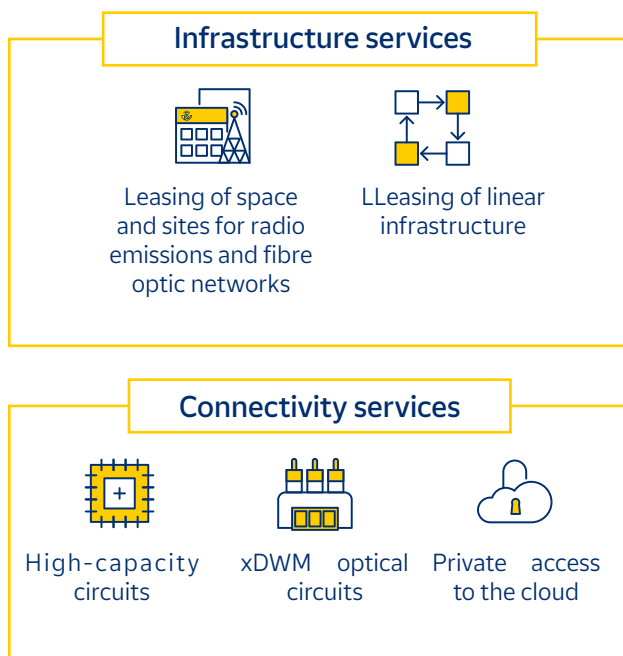 Infrastructure services
Leasing of space
and sites for radio
emissions and fibre
optic networks
LLeasing of linear
infrastructure
Connectivity services
High-capacity
circuits
xDWM optical
circuits
Private access
to the cloud